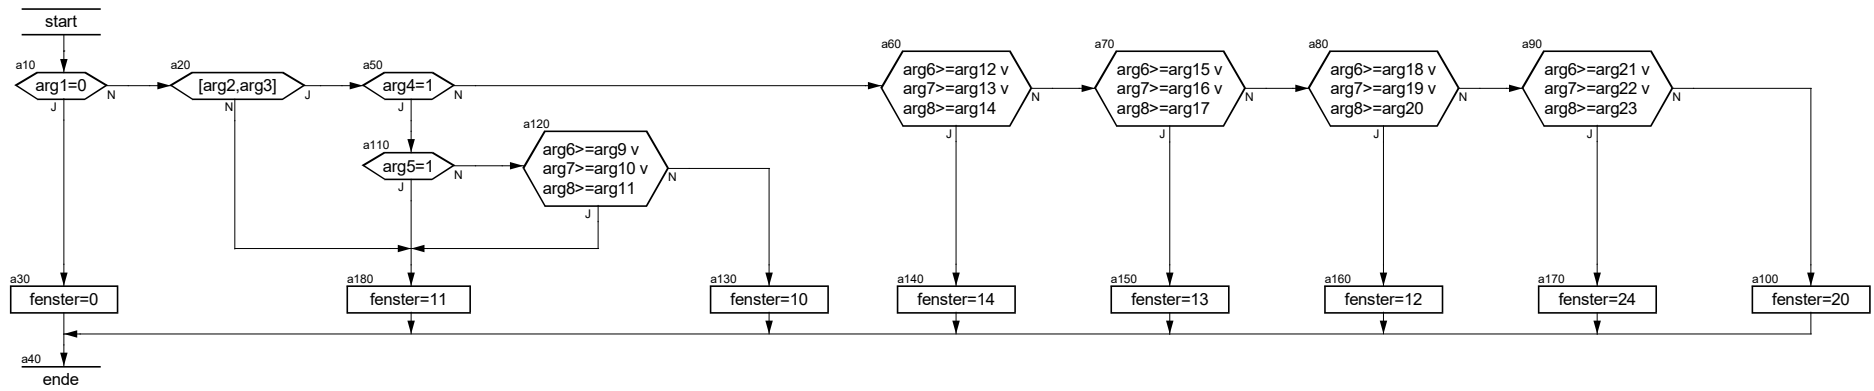 start
a10
arg1=0
N
J
a20
[arg2,arg3]
J
N
a50
arg4=1
N
J
a60
arg6>=arg12 v
arg7>=arg13 v
arg8>=arg14
N
J
a70
arg6>=arg15 v
arg7>=arg16 v
arg8>=arg17
N
J
a80
arg6>=arg18 v
arg7>=arg19 v
arg8>=arg20
N
J
a90
arg6>=arg21 v
arg7>=arg22 v
arg8>=arg23
N
J
a110
arg5=1
N
J
a120
arg6>=arg9 v
arg7>=arg10 v
arg8>=arg11
N
J
a30
fenster=0
a180
fenster=11
a130
fenster=10
a140
fenster=14
a150
fenster=13
a160
fenster=12
a170
fenster=24
a100
fenster=20
a40
ende